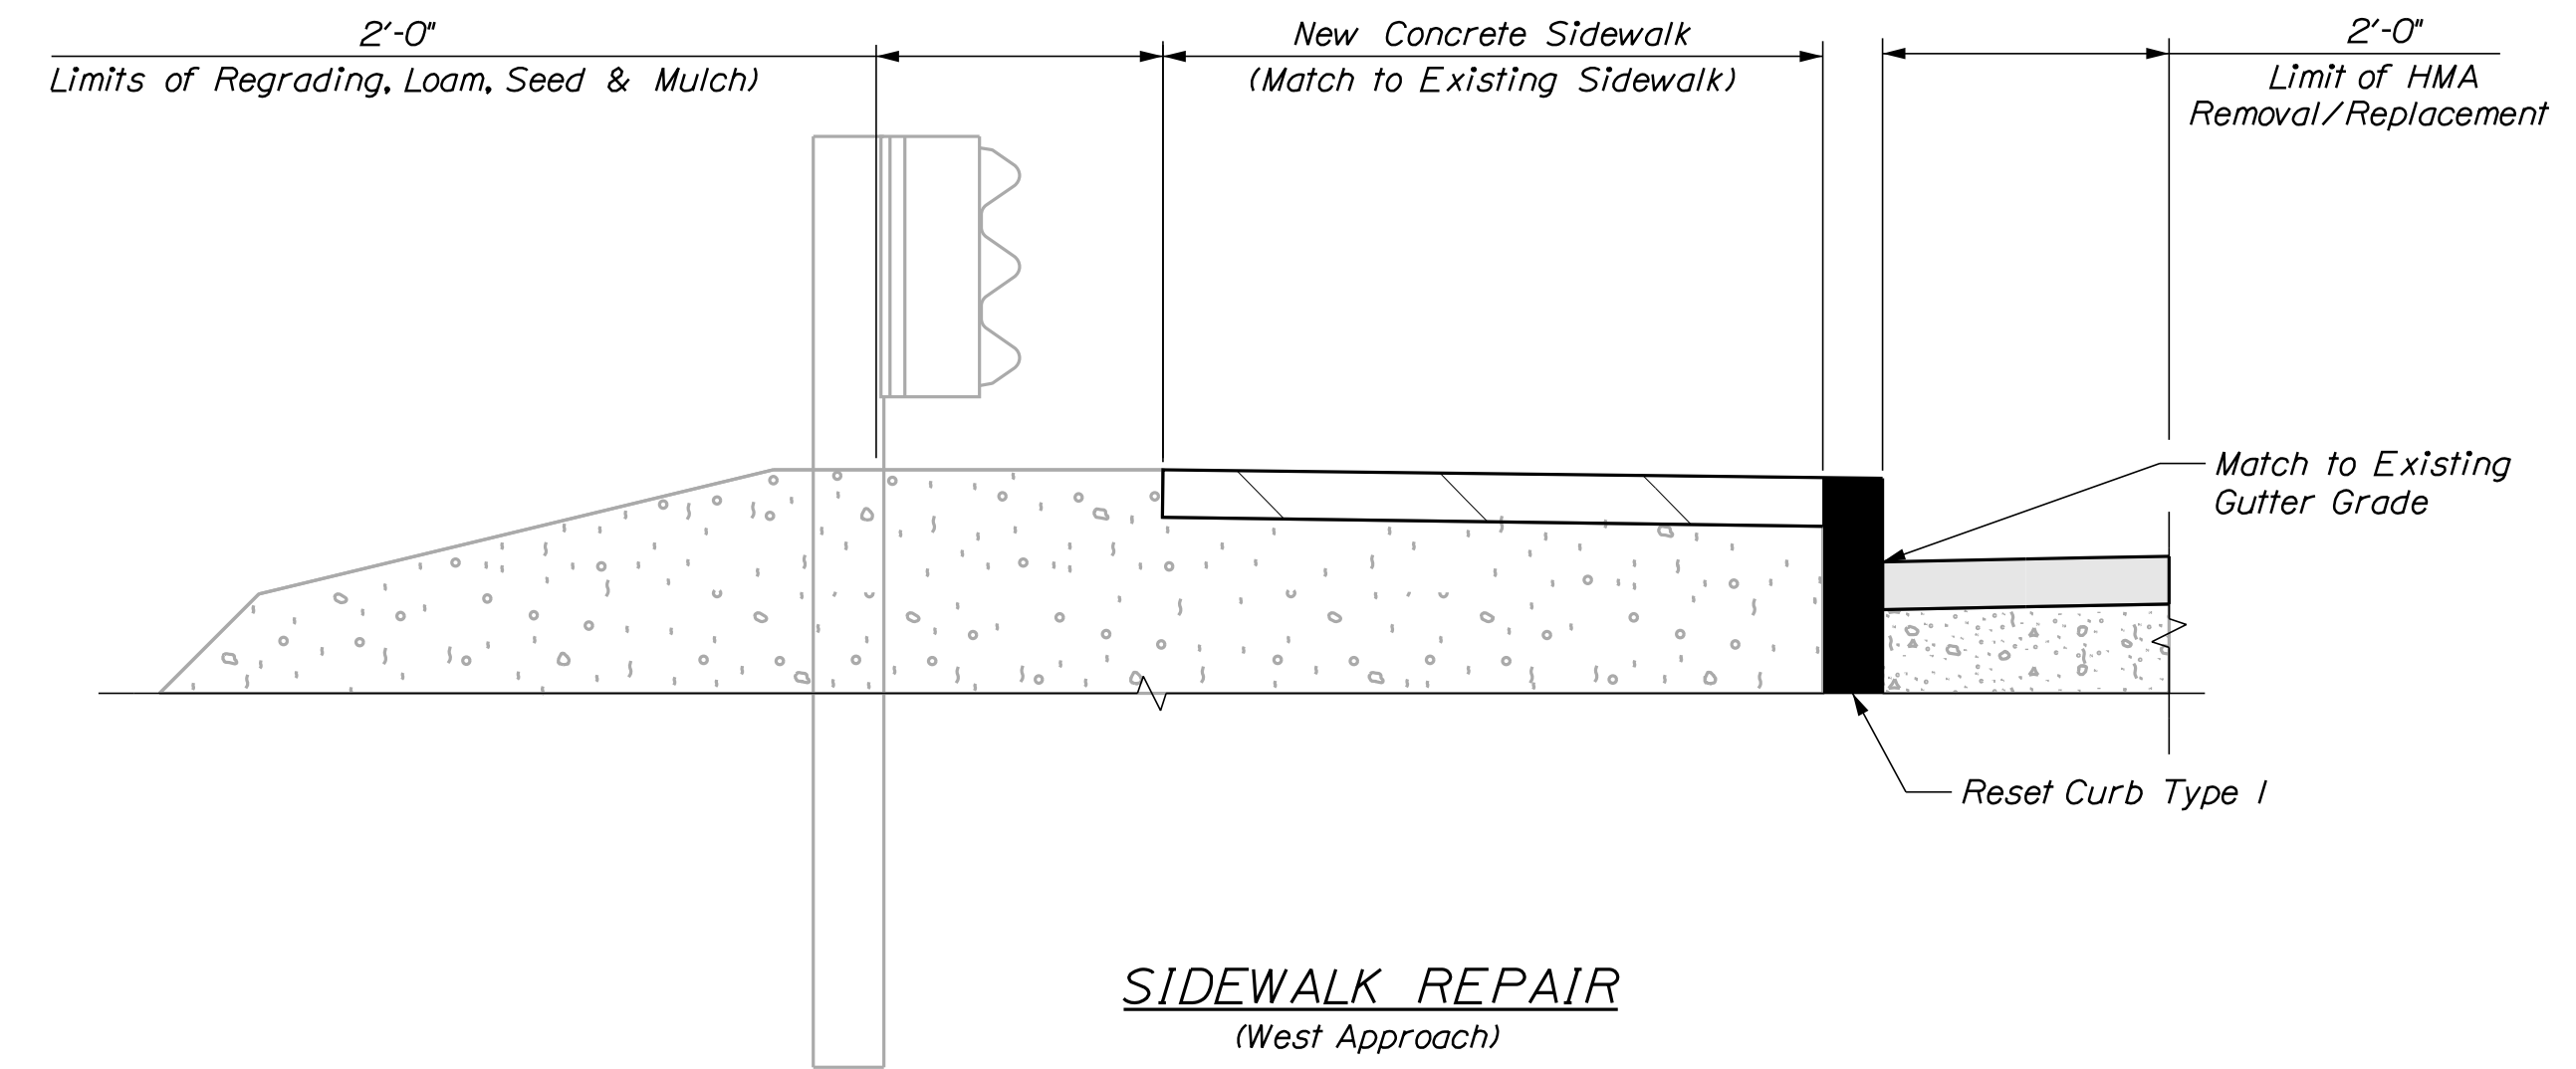 2'-0"
Limits of Regrading, Loam, Seed & Mulch)
New Concrete Sidewalk
(Match to Existing Sidewalk)
2'-0"
Limit of HMA
Removal/Replacement
Match to Existing
Gutter Grade
Reset Curb Type 1
SIDEWALK REPAIR
(West Approach)